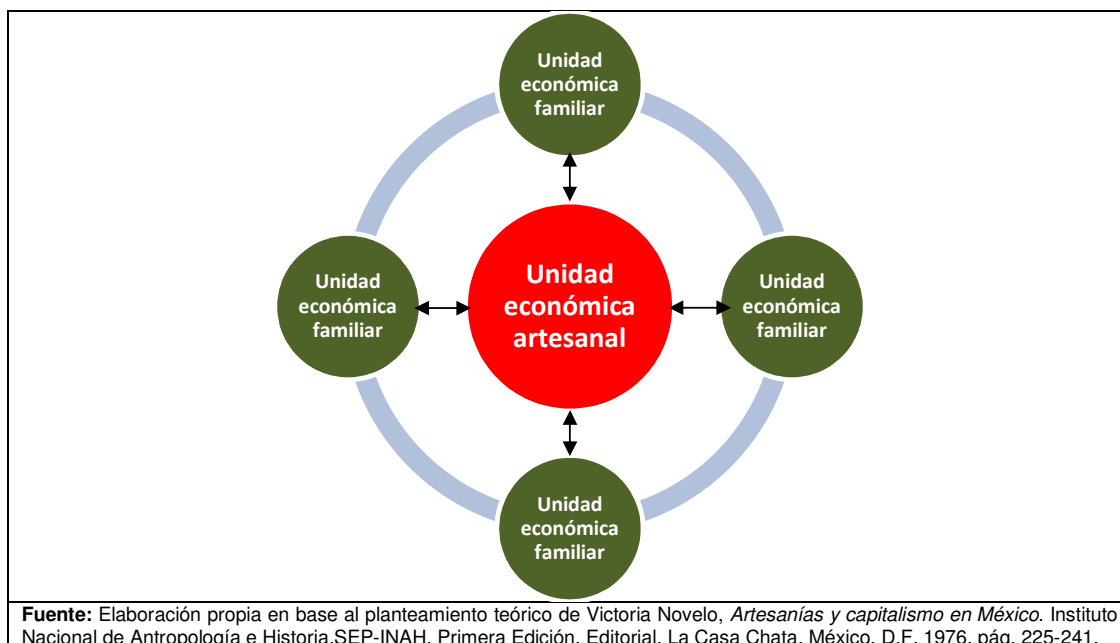 Unidad
económica
familiar
Unidad
económica
familiar
Unidad
económica
artesanal
Unidad
económica
familiar
Unidad
económica
familiar
Fuente: Elaboración propia en base al planteamiento teórico de Victoria Novelo, Artesanías y capitalismo en México. Instituto
Nacional de Antropología e Historia.SEP-INAH. Primera Edición. Editorial. La Casa Chata. México, D.F. 1976. pág. 225-241.